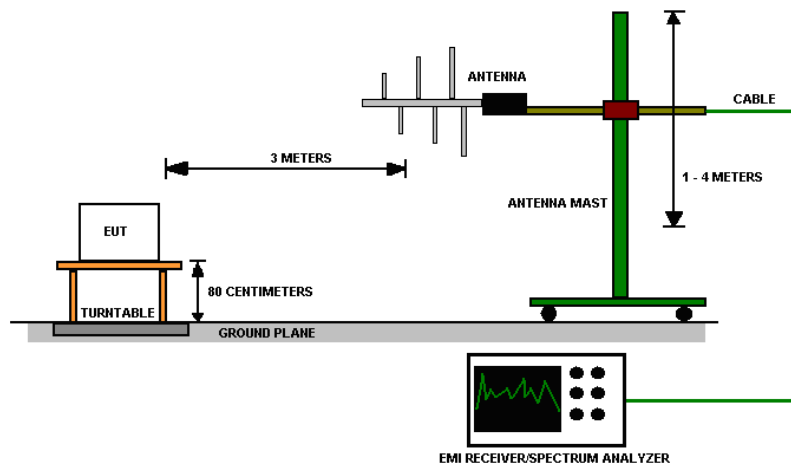 ANTENNA
CABLE
3 METERS
1 - 4 METERS
ANTENNA MAST
EUT
80 CENTIMETERS
TURNTABLE
GROUND PLANE
EMI RECEIVER/SPECTRUM ANALYZER